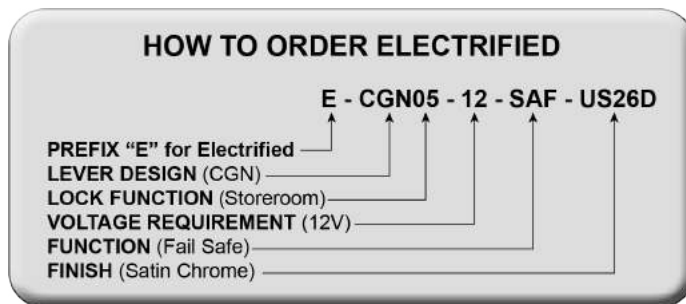 HOW TO ORDER ELECTRIFIED
E - CGN05 - 12 - SAF - US26D
PREFIX “E” for Electrified
LEVER DESIGN (CGN)
LOCK FUNCTION (Storeroom)
VOLTAGE REQUIREMENT (12V)
FUNCTION (Fail Safe)
FINISH (Satin Chrome)